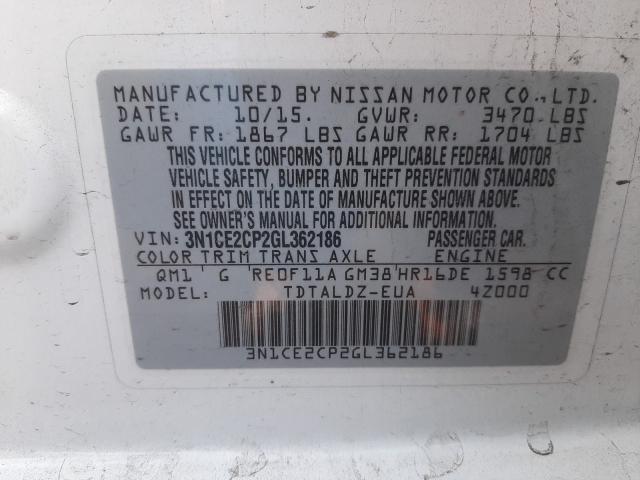 MANUFACTURED BY NISSAN MOTOR CO., LTD.
DATE: 10/15. GVWR: 3470 LBS
GAWR FR: 1867 LBS GAWR RR: 1704 LBS
THIS VEHICLE CONFORMS TO ALL APPLICABLE FEDERAL MOTOR
VEHICLE SAFETY, BUMPER AND THEFT PREVENTION STANDARDS
IN EFFECT ON THE DATE OF MANUFACTURE SHOWN ABOVE.
SEE OWNER'S MANUAL FOR ADDITIONAL INFORMATION.
VIN: 3N1CE2CP2GL362186 PASSENGER CAR.
COLOR TRIM TRANS AXLE ENGINE
QM1 G RE0F11A GM38 HR16DE 1598 CC
MODEL: TDTALDZ-EUA 4Z000
3N1CE2CP2GL362186